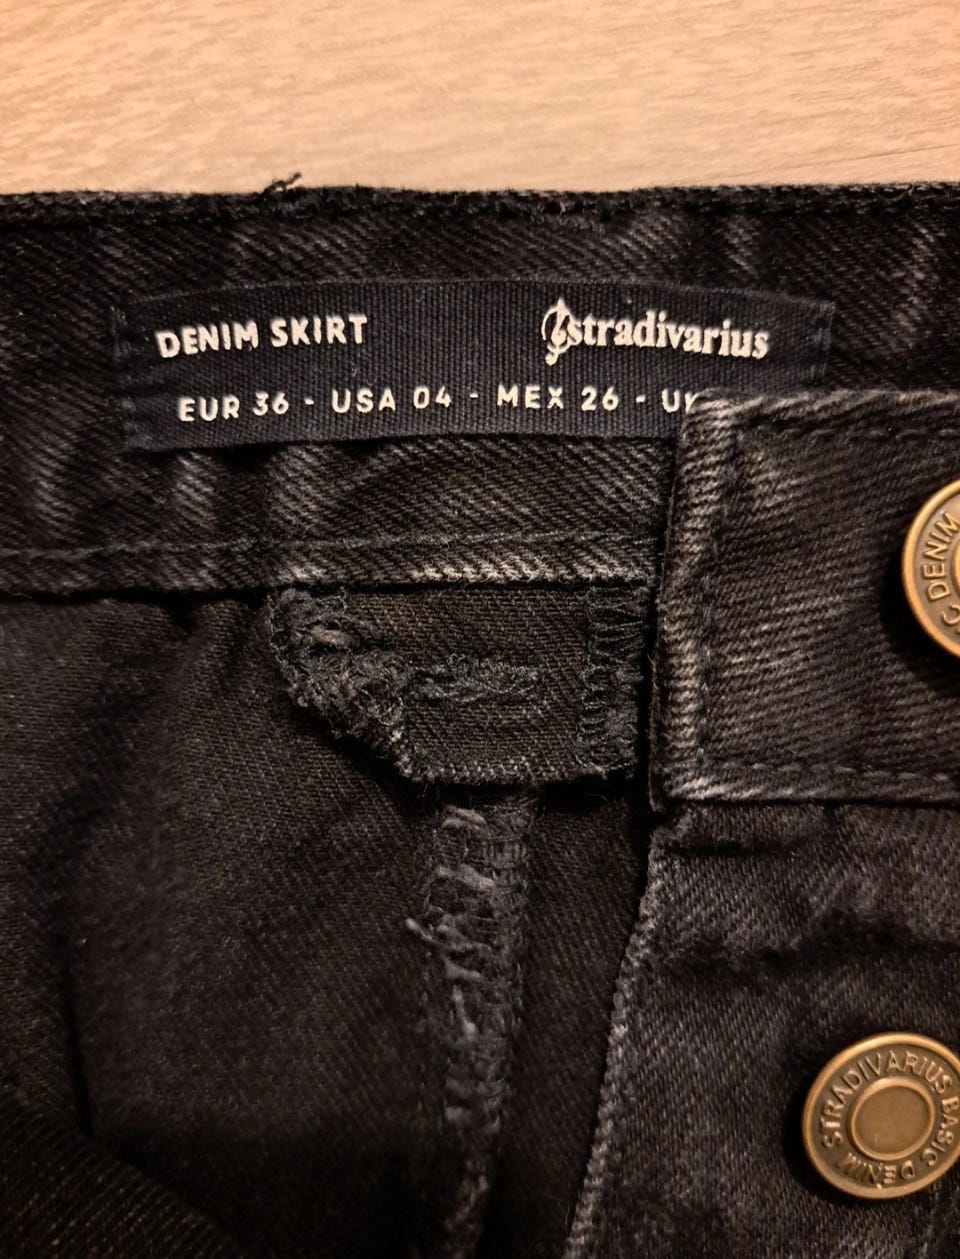 DENIM SKIRT stradivarius
EUR 36 - USA 04 - MEX 26 -
DENIM
STRADIVARIUS BASIC DENIM